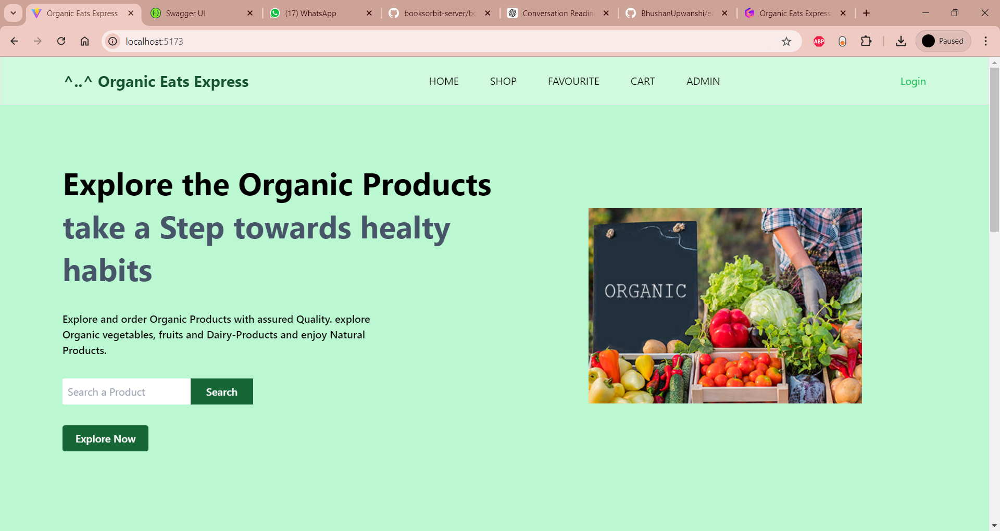 Organic Eats Express
Swagger UI
(17) WhatsApp
booksorbit-server/bo
Conversation Readin
BhushanUpwanshi/ea
Organic Eats Express:
localhost:5173
ABP
Paused
^..^ Organic Eats Express
HOME
SHOP
FAVOURITE
CART
ADMIN
Login
Explore the Organic Products
take a Step towards healty
habits
ORGANIC
Explore and order Organic Products with assured Quality. explore
Organic vegetables, fruits and Dairy-Products and enjoy Natural
Products.
Search a Product
Search
Explore Now